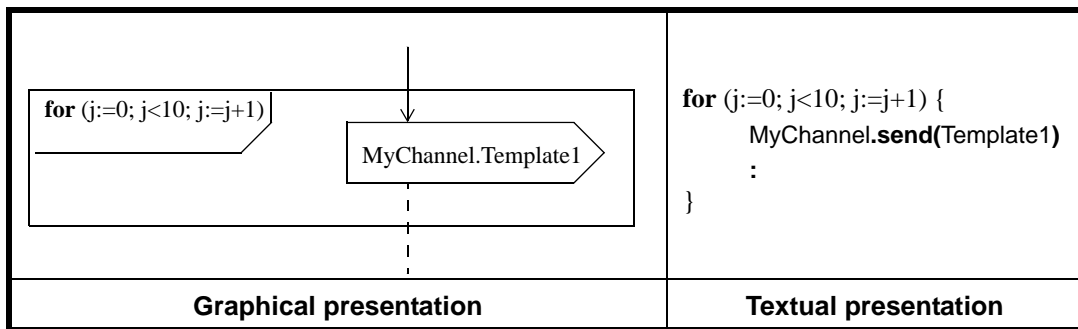 for (j:=0; j<10; j:=j+1)
MyChannel.Template1
for (j:=0; j<10; j:=j+1) {
MyChannel.send(Template1)
:
}
Graphical presentation
Textual presentation